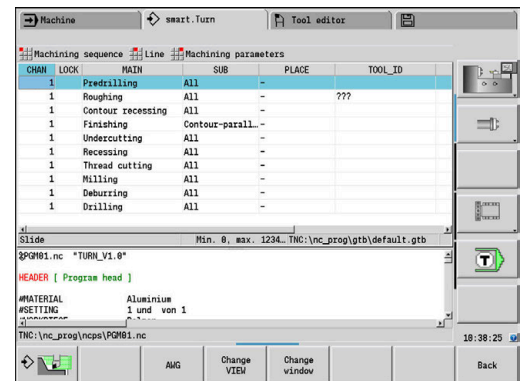 Machine
smart.Turn
Tool editor
Machining sequence Line Machining parameters
CHAN LOCK MAIN SUB PLACE TOOL_ID
1 Predrilling All -
1 Roughing All - ???
1 Contour recessing All -
1 Finishing Contour-parall… -
1 Undercutting All -
1 Recessing All -
1 Thread cutting All -
1 Milling All -
1 Deburring All -
1 Drilling All -
Slide Min. 0, max. 1234… TNC:\nc_prog\gtb\default.gtb
%PGM01.nc "TURN_V1.0"
HEADER [ Program head ]
#MATERIAL Aluminium
#SETTING 1 und von 1
TNC:\nc_prog\ncps\PGM01.nc
T
10:38:25
AWG
Change VIEW
Change window
Back